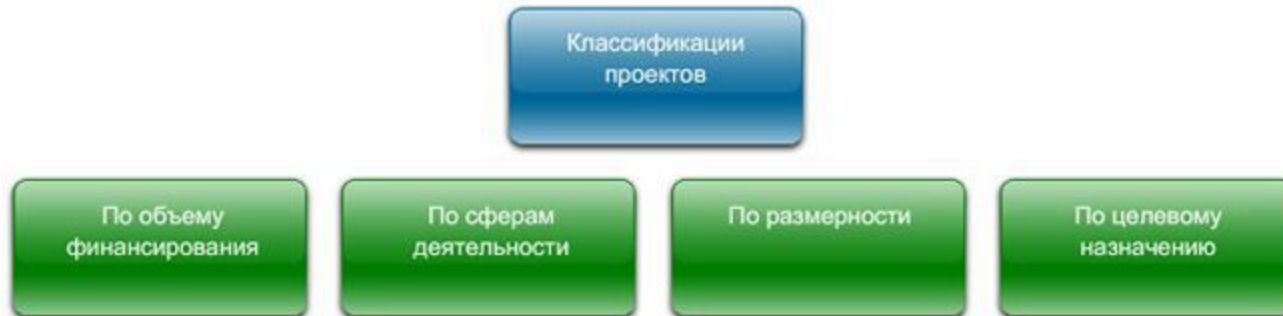 Классификации
проектов
По объему
финансирования
По сферам
деятельности
По размерности
По целевому
назначению